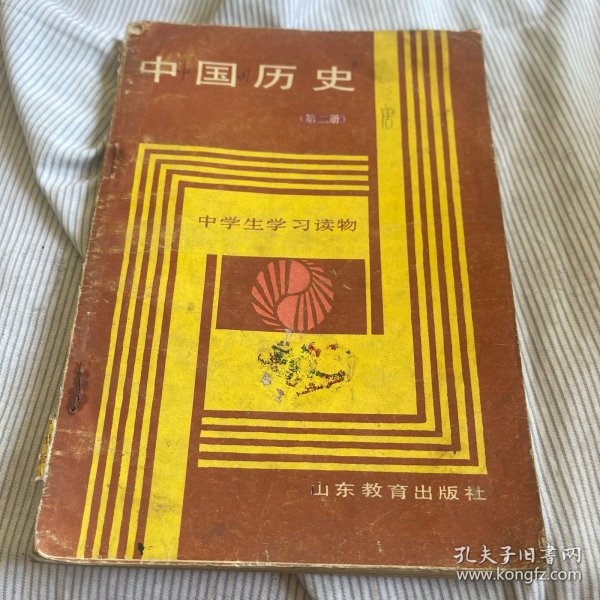 中国历史
（第二册）
唐
中学生学习读物
山东教育出版社
孔夫子旧书网
www.kongfz.com